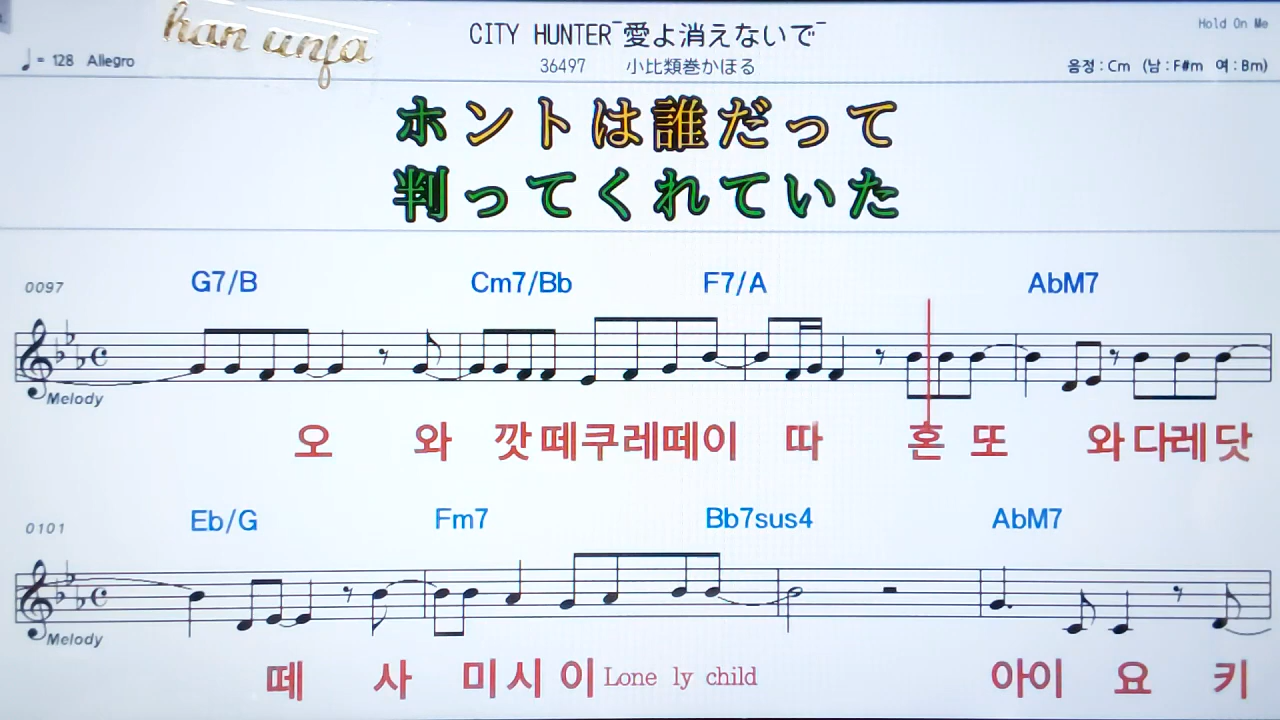 han unfa
CITY HUNTER ̄愛よ消えないで ̄
Hold On Me
♩= 128 Allegro
36497 小比類巻かほる
음정 : Cm (남 : F#m 여 : Bm)
ホントは誰だって
判ってくれていた
0097 G7/B Cm7/Bb F7/A AbM7
Melody
오 와 깟 떼 쿠 레 떼 이 따 혼 또 와 다 레 닷
0101 Eb/G Fm7 Bb7sus4 AbM7
Melody
떼 사 미 시 이 Lone ly child 아 이 요 키